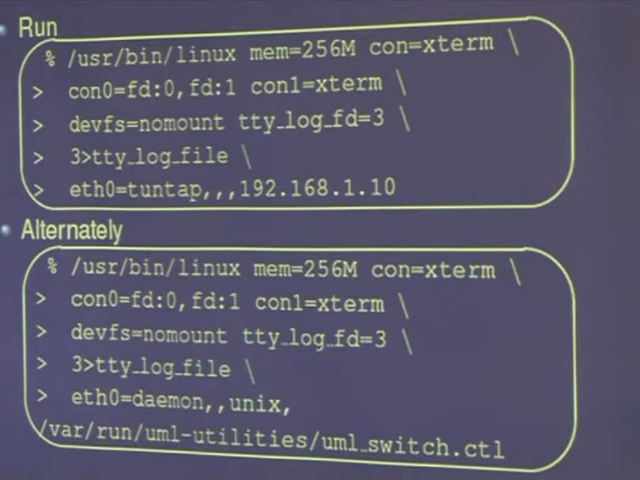 Run
% /usr/bin/linux mem=256M con=xterm \
> con0=fd:0,fd:1 con1=xterm \
> devfs=nomount tty_log_fd=3 \
> 3>tty_log_file \
> eth0=tuntap,,,192.168.1.10
Alternately
% /usr/bin/linux mem=256M con=xterm \
> con0=fd:0,fd:1 con1=xterm \
> devfs=nomount tty_log_fd=3 \
> 3>tty_log_file \
> eth0=daemon,,unix,
/var/run/uml-utilities/uml_switch.ctl